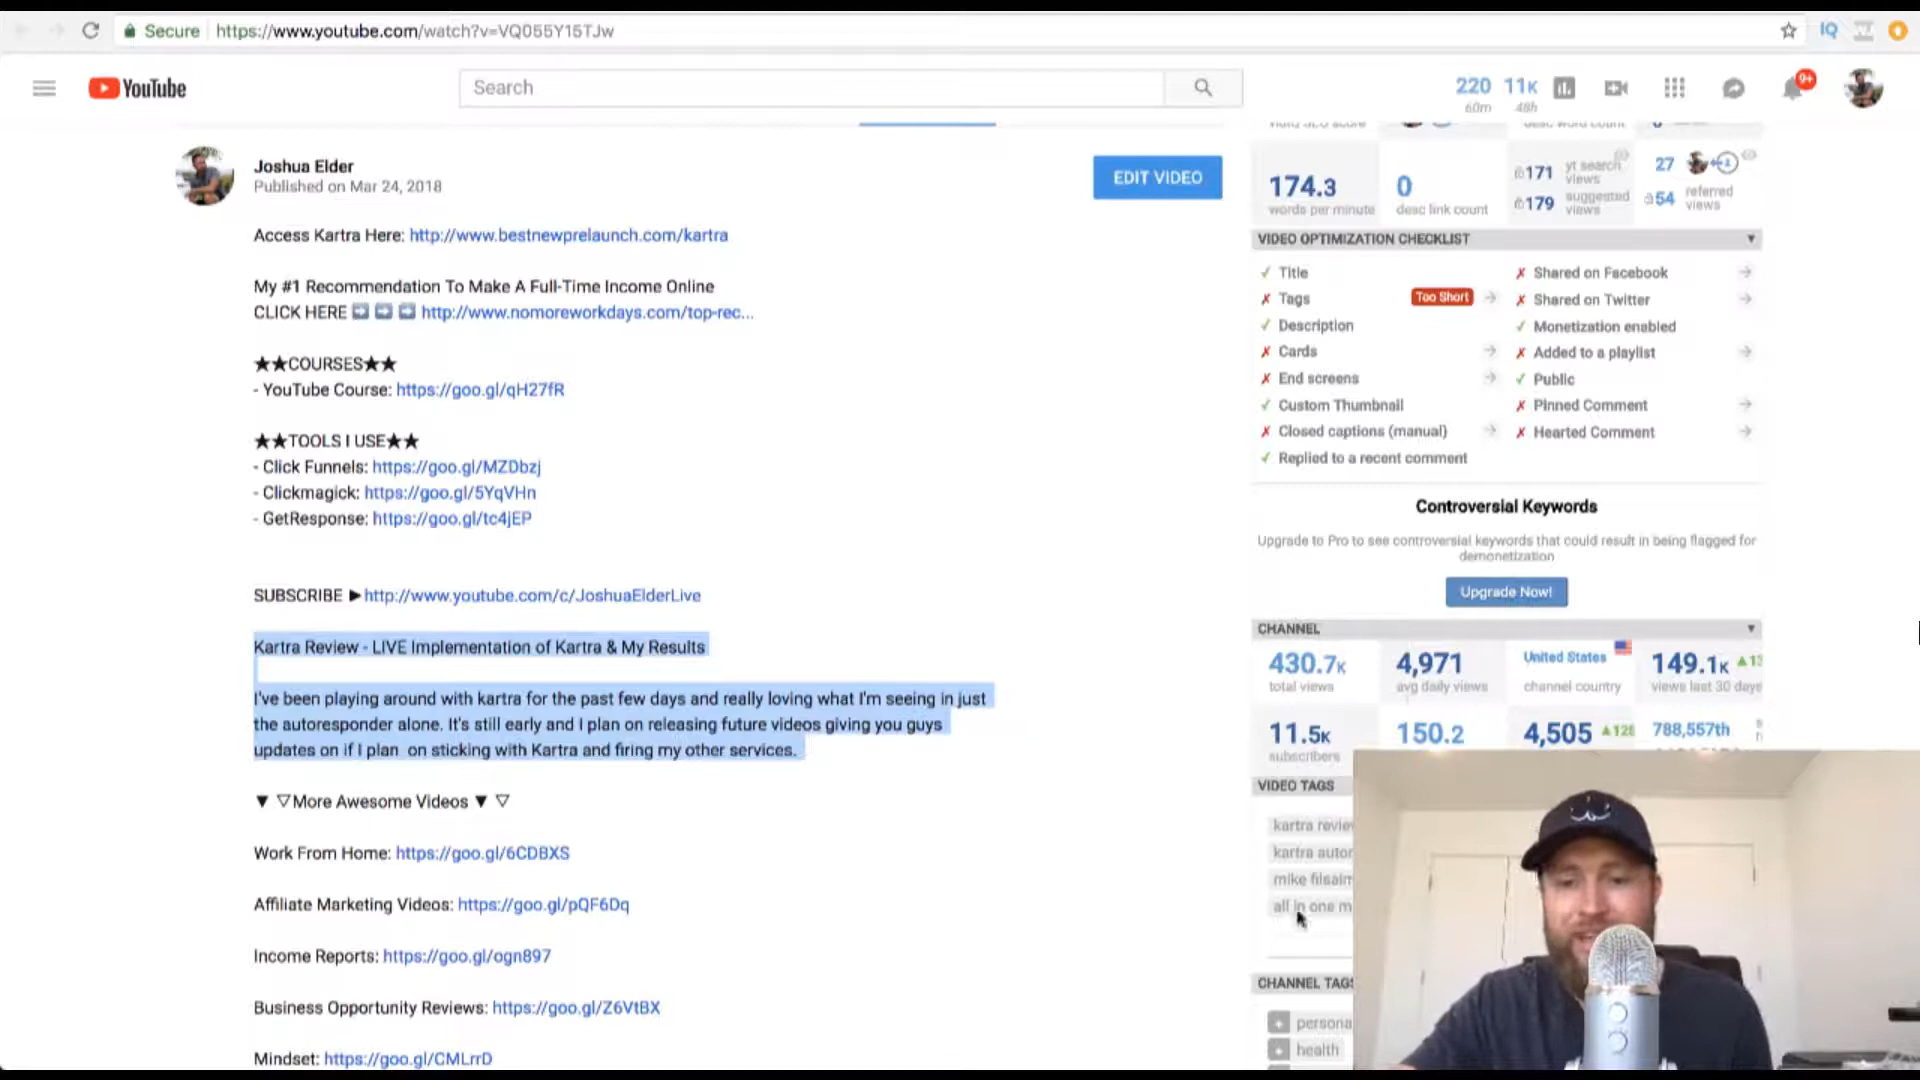 Secure https://www.youtube.com/watch?v=VQ055Y15TJw
IQ
YouTube
Search
220 60m
11K 48h
9+
Joshua Elder
Published on Mar 24, 2018
EDIT VIDEO
Access Kartra Here: http://www.bestnewprelaunch.com/kartra
My #1 Recommendation To Make A Full-Time Income Online
CLICK HERE ➡ ➡ ➡ http://www.nomoreworkdays.com/top-rec...
★★COURSES★★
- YouTube Course: https://goo.gl/qH27fR
★★TOOLS I USE★★
- Click Funnels: https://goo.gl/MZDbzj
- Clickmagick: https://goo.gl/5YqVHn
- GetResponse: https://goo.gl/tc4jEP
SUBSCRIBE ►http://www.youtube.com/c/JoshuaElderLive
Kartra Review - LIVE Implementation of Kartra & My Results
I've been playing around with kartra for the past few days and really loving what I'm seeing in just
the autoresponder alone. It's still early and I plan on releasing future videos giving you guys
updates on if I plan on sticking with Kartra and firing my other services.
▼ ▽More Awesome Videos ▼ ▽
Work From Home: https://goo.gl/6CDBXS
Affiliate Marketing Videos: https://goo.gl/pQF6Dq
Income Reports: https://goo.gl/ogn897
Business Opportunity Reviews: https://goo.gl/Z6VtBX
Mindset: https://goo.gl/CMLrrD
174.3
words per minute
0
desc link count
171 yt search views
179 suggested views
27
54 referred views
VIDEO OPTIMIZATION CHECKLIST
✓ Title
✗ Tags Too Short
✓ Description
✗ Cards
✗ End screens
✓ Custom Thumbnail
✗ Closed captions (manual)
✓ Replied to a recent comment
✗ Shared on Facebook
✗ Shared on Twitter
✓ Monetization enabled
✗ Added to a playlist
✓ Public
✗ Pinned Comment
✗ Hearted Comment
Controversial Keywords
Upgrade to Pro to see controversial keywords that could result in being flagged for
demonetization
Upgrade Now!
CHANNEL
430.7K
total views
4,971
avg daily views
United States
channel country
149.1K
views last 30 days
11.5K
subscribers
150.2
4,505
788,557th
VIDEO TAGS
kartra review
kartra autor
mike filsaim
all in one m
CHANNEL TAGS
persona
health